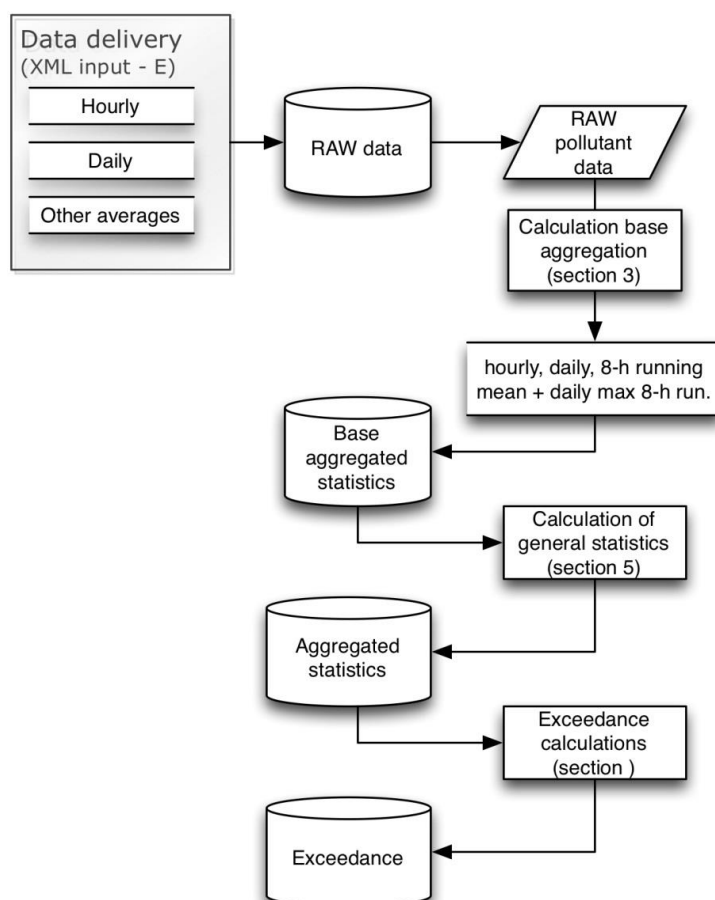 Data delivery
(XML input - E)
Hourly
Daily
Other averages
RAW data
RAW
pollutant
data
Calculation base
aggregation
(section 3)
hourly, daily, 8-h running
mean + daily max 8-h run.
Base
aggregated
statistics
Calculation of
general statistics
(section 5)
Aggregated
statistics
Exceedance
calculations
(section )
Exceedance